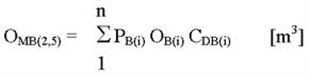 n
O_MB(2,5) = Σ P_B(i) O_B(i) C_DB(i) [m³]
1